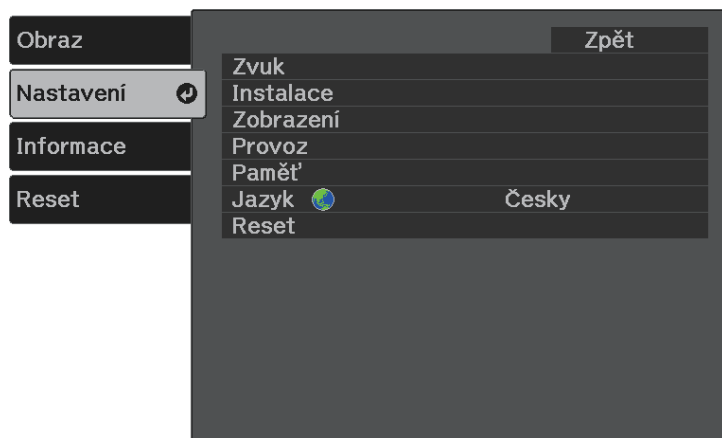 Obraz
Nastavení
Informace
Reset
Zpět
Zvuk
Instalace
Zobrazení
Provoz
Paměť
Jazyk Česky
Reset